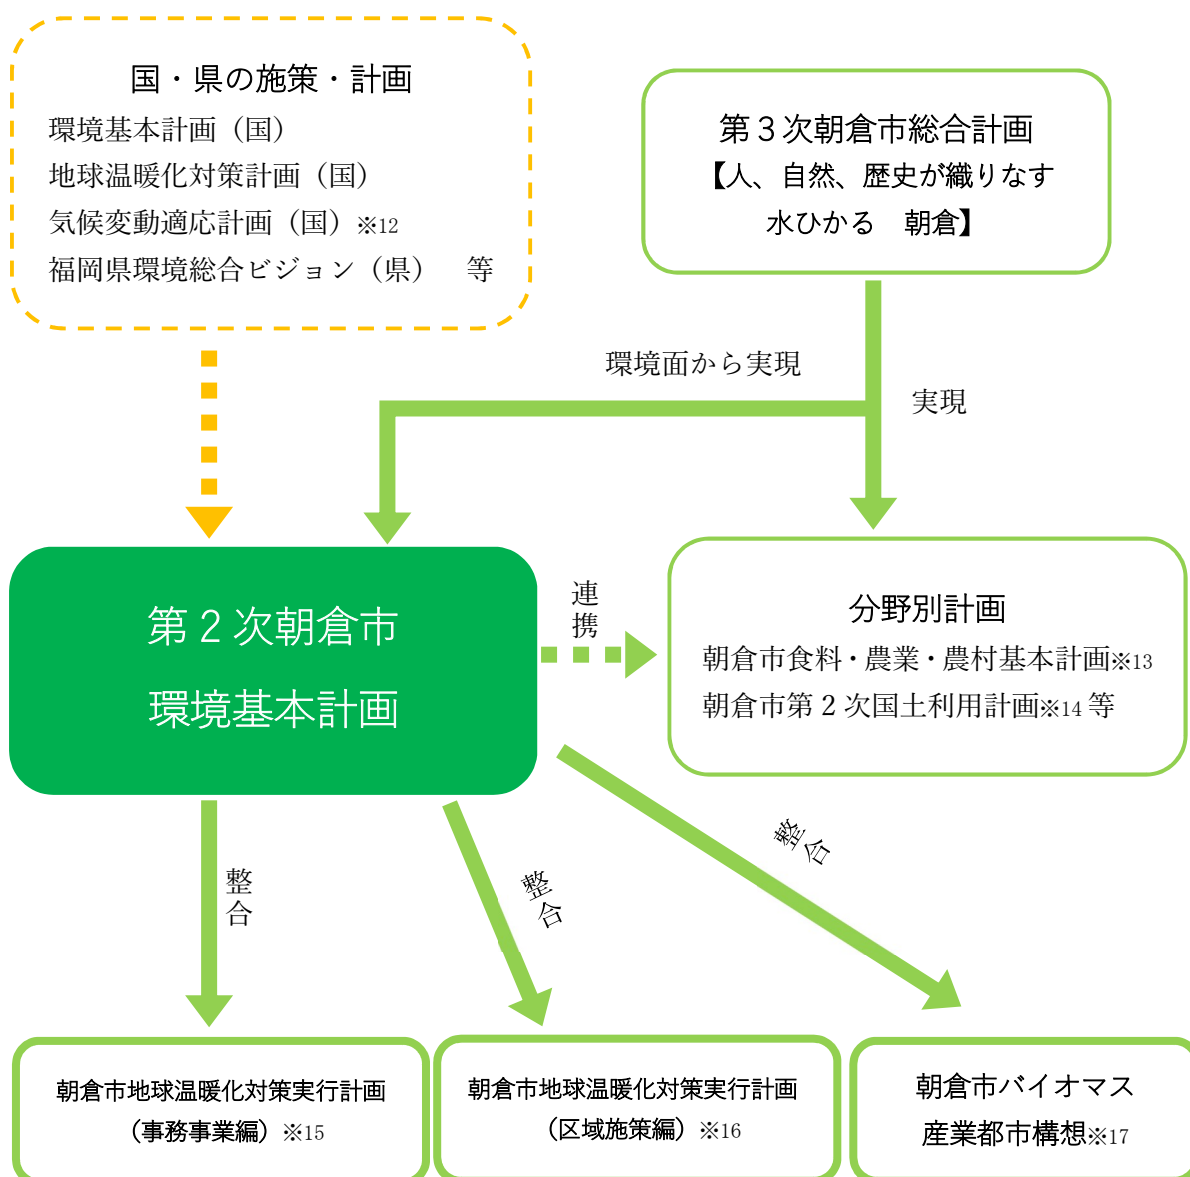 国・県の施策・計画
環境基本計画（国）
地球温暖化対策計画（国）
気候変動適応計画（国）※12
福岡県環境総合ビジョン（県）　等
第３次朝倉市総合計画
【人、自然、歴史が織りなす
水ひかる　朝倉】
環境面から実現
実現
第２次朝倉市
環境基本計画
連携
分野別計画
朝倉市食料・農業・農村基本計画※13
朝倉市第２次国土利用計画※14 等
整合
整合
整合
朝倉市地球温暖化対策実行計画
（事務事業編）※15
朝倉市地球温暖化対策実行計画
（区域施策編）※16
朝倉市バイオマス
産業都市構想※17